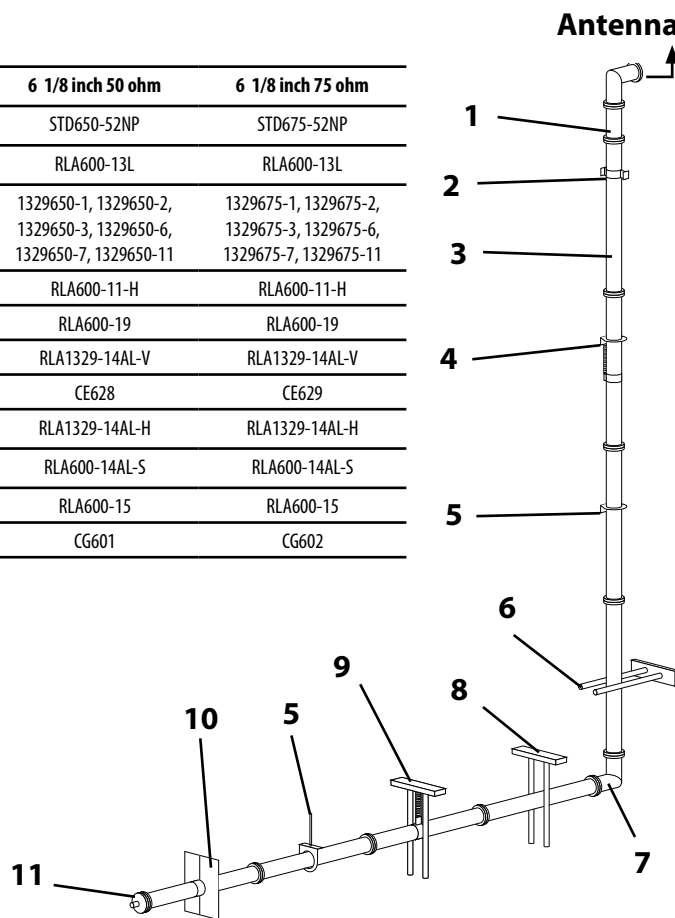 Antenna
6 1/8 inch 50 ohm 6 1/8 inch 75 ohm
STD650-52NP STD675-52NP
RLA600-13L RLA600-13L
1329650-1, 1329650-2, 1329675-1, 1329675-2,
1329650-3, 1329650-6, 1329675-3, 1329675-6,
1329650-7, 1329650-11 1329675-7, 1329675-11
RLA600-11-H RLA600-11-H
RLA600-19 RLA600-19
RLA1329-14AL-V RLA1329-14AL-V
CE628 CE629
RLA1329-14AL-H RLA1329-14AL-H
RLA600-14AL-S RLA600-14AL-S
RLA600-15 RLA600-15
CG601 CG602
1
2
3
4
5
6
9
8
10
5
7
11